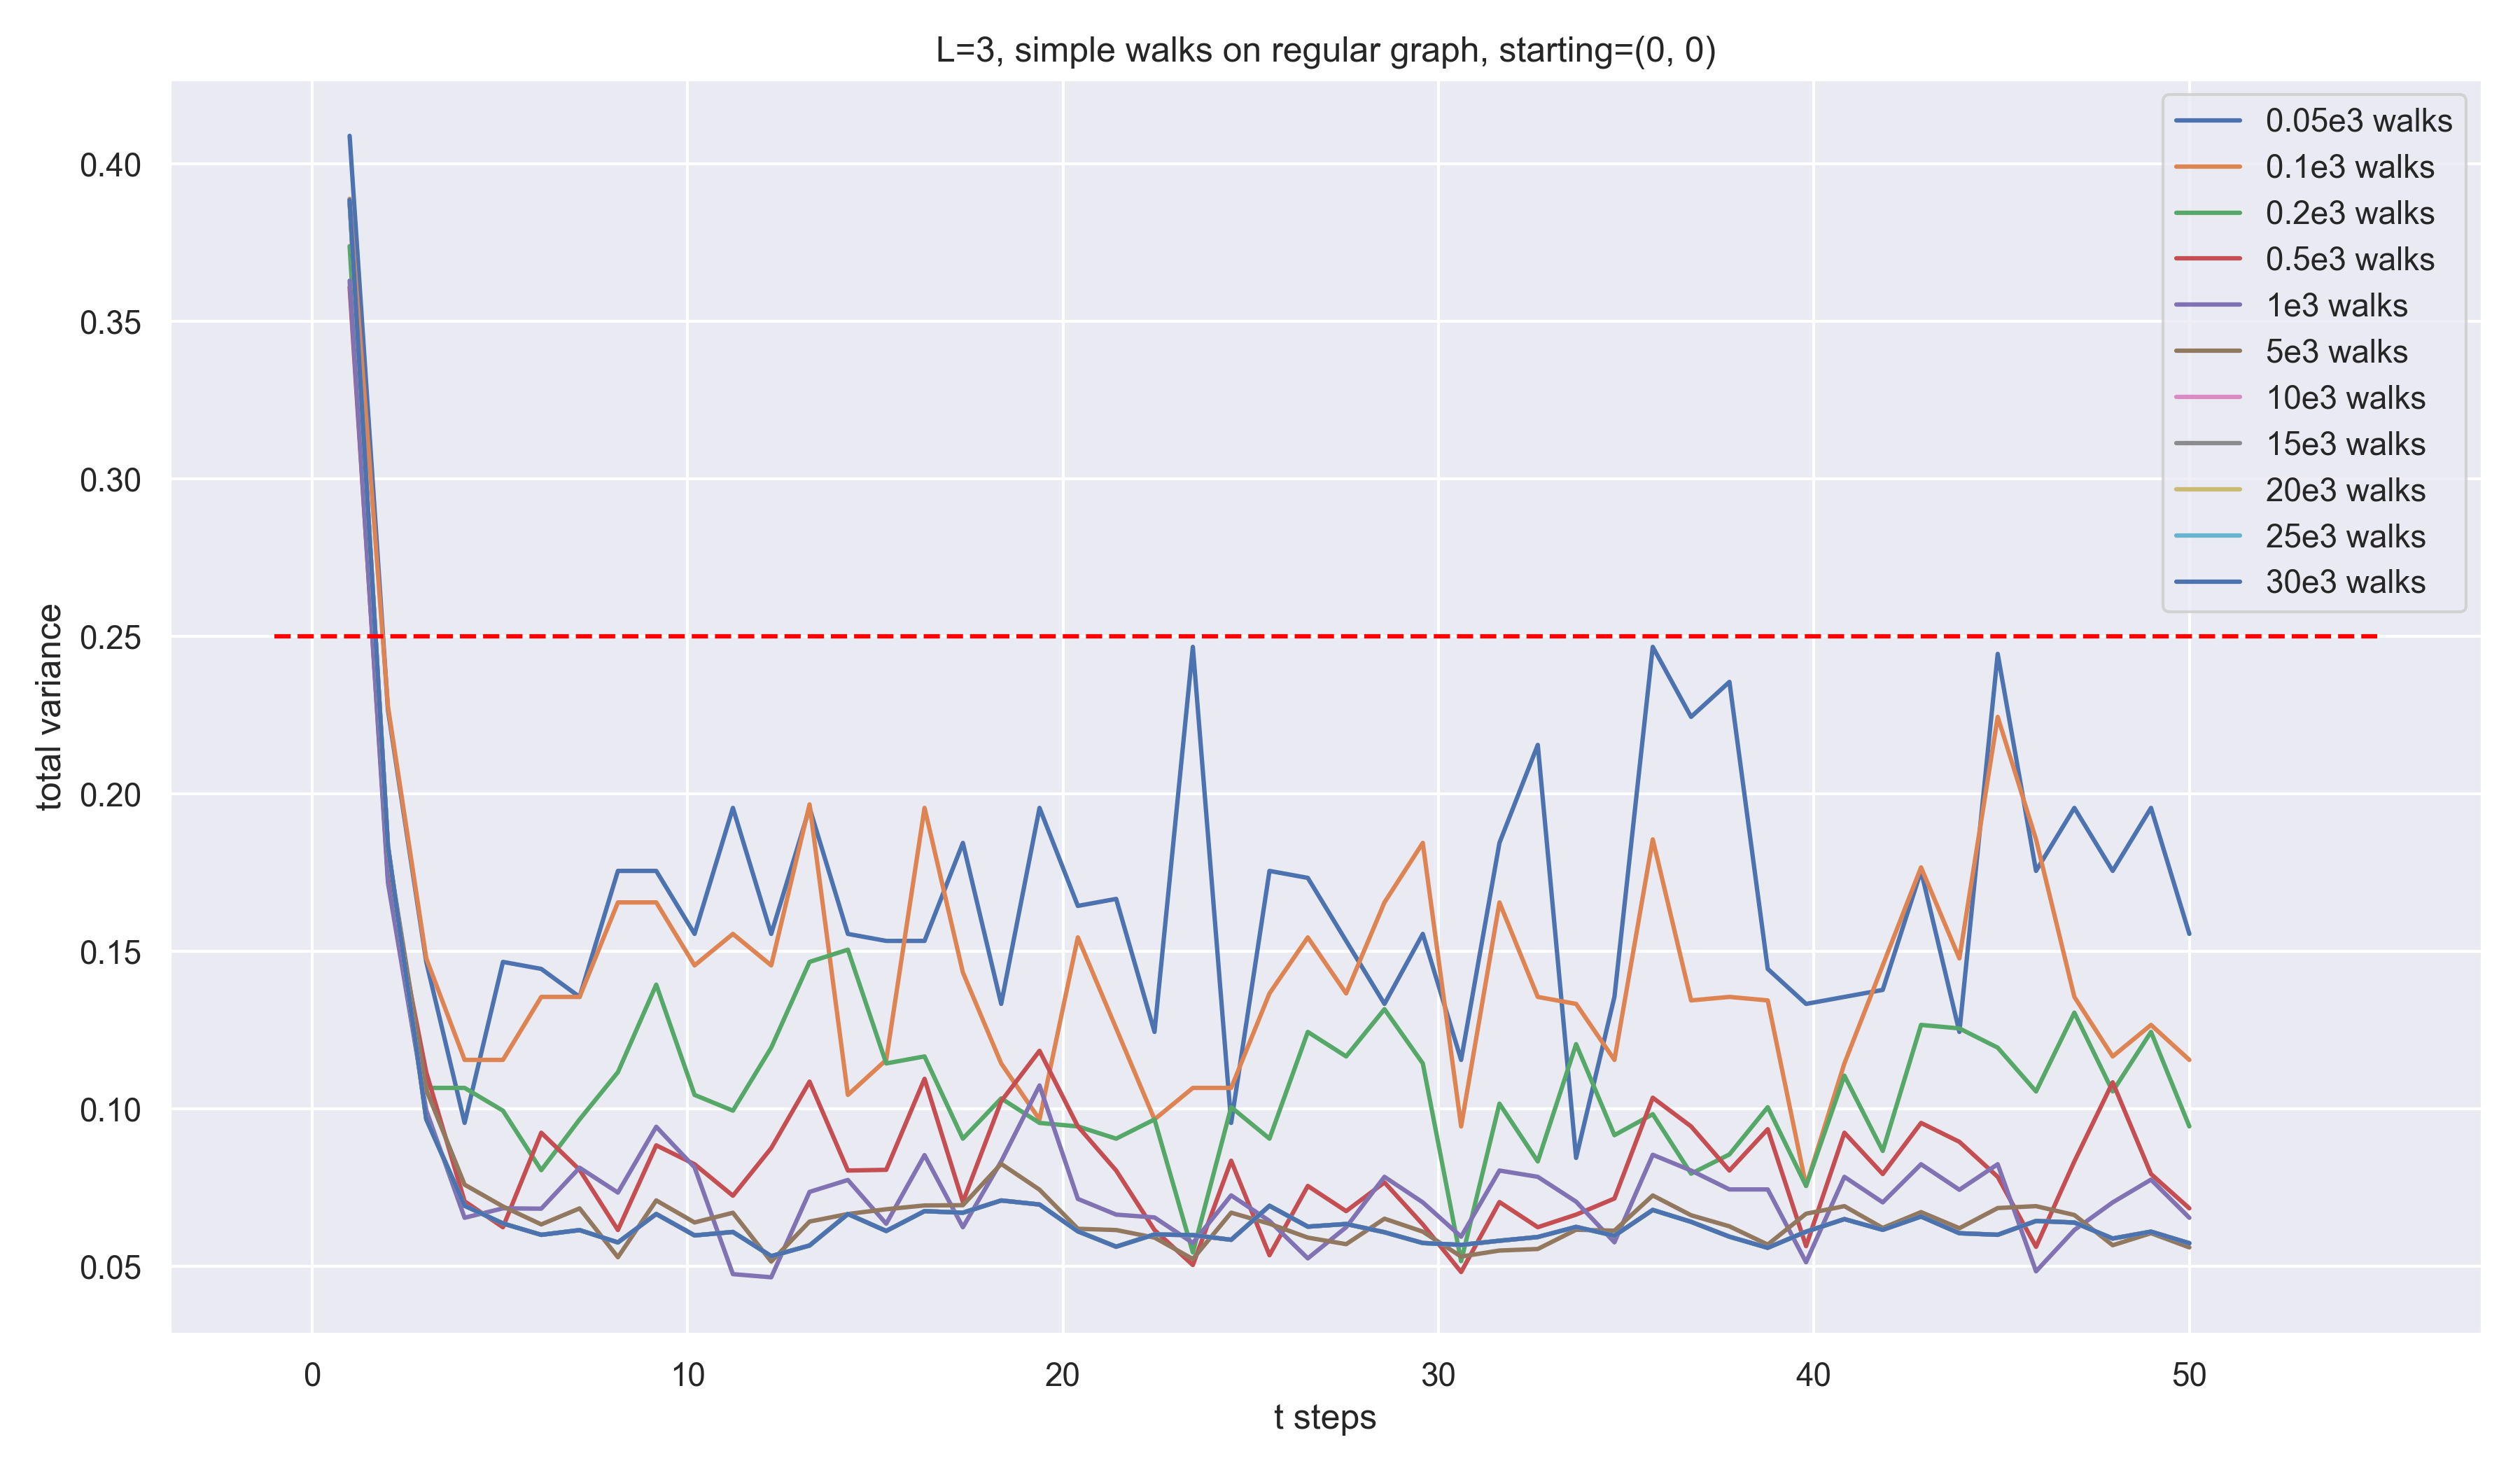 L=3, simple walks on regular graph, starting=(0, 0)
0.05e3 walks
0.1e3 walks
0.2e3 walks
0.5e3 walks
1e3 walks
5e3 walks
10e3 walks
15e3 walks
20e3 walks
25e3 walks
30e3 walks
total variance
0.40
0.35
0.30
0.25
0.20
0.15
0.10
0.05
0 10 20 30 40 50
t steps